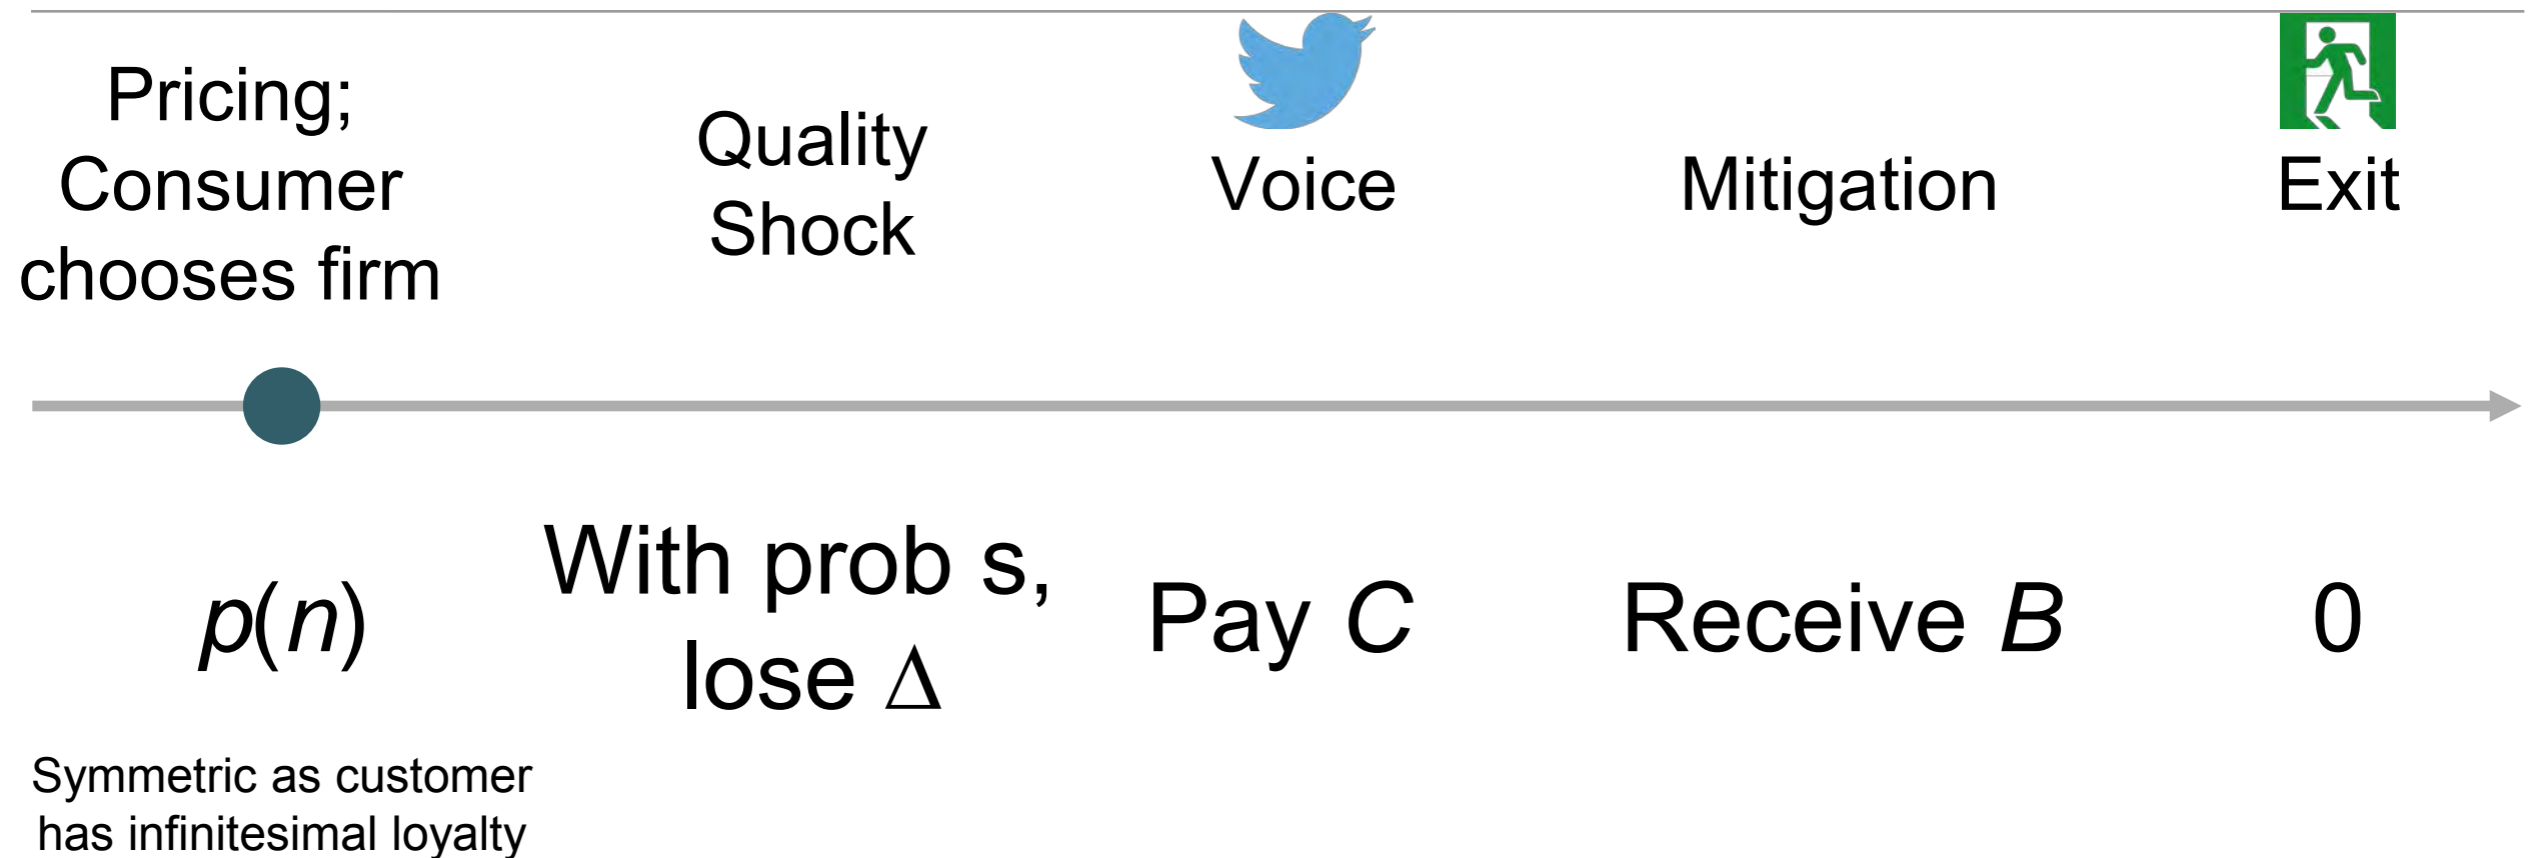 Pricing;
Consumer
chooses firm
Quality
Shock
Voice
Mitigation
Exit
p(n)
With prob s,
lose Δ
Pay C
Receive B
0
Symmetric as customer
has infinitesimal loyalty